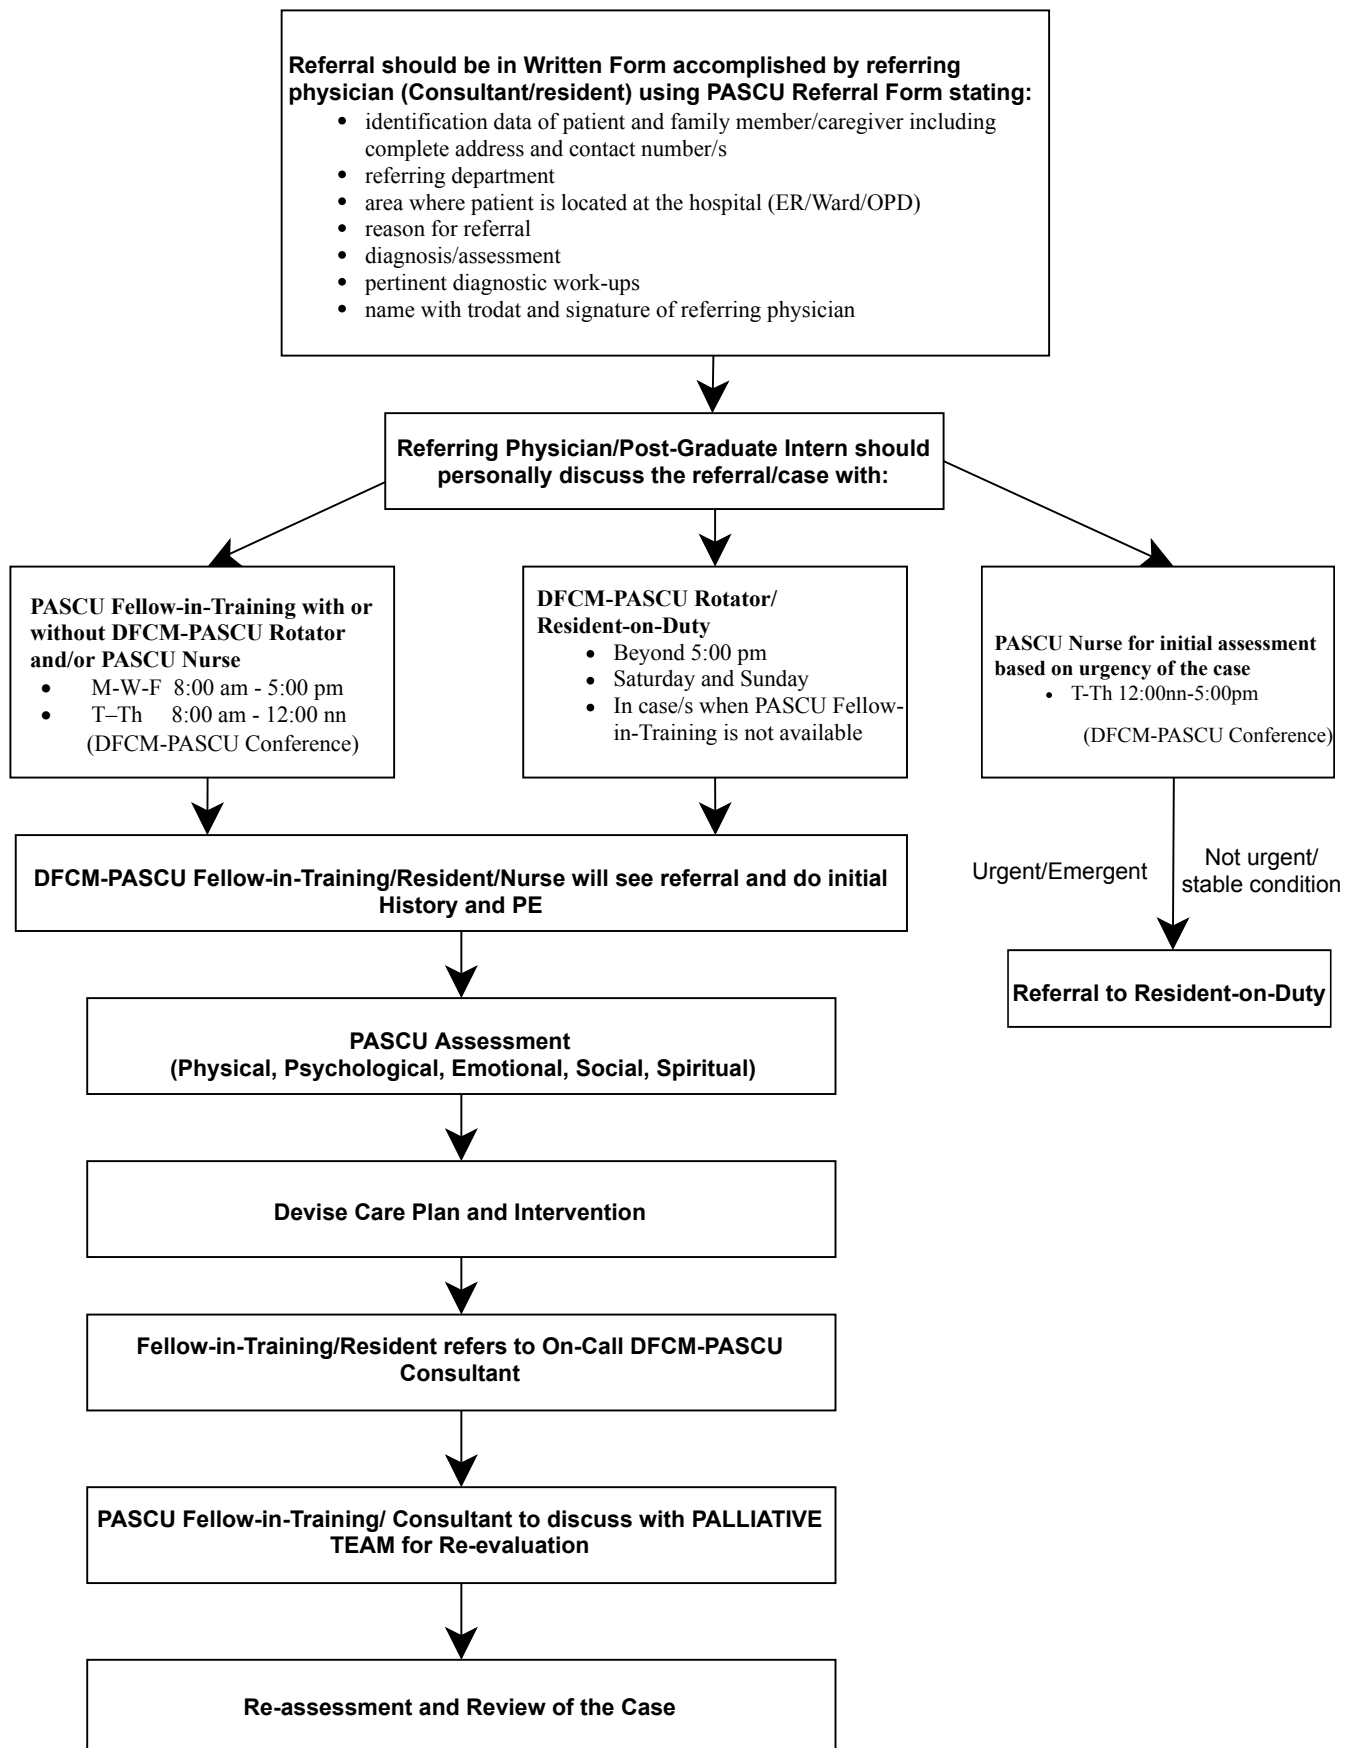 Referral should be in Written Form accomplished by referring
physician (Consultant/resident) using PASCU Referral Form stating:
• identification data of patient and family member/caregiver including
complete address and contact number/s
• referring department
• area where patient is located at the hospital (ER/Ward/OPD)
• reason for referral
• diagnosis/assessment
• pertinent diagnostic work-ups
• name with trodat and signature of referring physician
Referring Physician/Post-Graduate Intern should
personally discuss the referral/case with:
PASCU Fellow-in-Training with or
without DFCM-PASCU Rotator
and/or PASCU Nurse
• M-W-F 8:00 am - 5:00 pm
• T–Th 8:00 am - 12:00 nn
(DFCM-PASCU Conference)
DFCM-PASCU Rotator/
Resident-on-Duty
• Beyond 5:00 pm
• Saturday and Sunday
• In case/s when PASCU Fellow-
in-Training is not available
PASCU Nurse for initial assessment
based on urgency of the case
• T-Th 12:00nn-5:00pm
(DFCM-PASCU Conference)
DFCM-PASCU Fellow-in-Training/Resident/Nurse will see referral and do initial
History and PE
Urgent/Emergent
Not urgent/
stable condition
Referral to Resident-on-Duty
PASCU Assessment
(Physical, Psychological, Emotional, Social, Spiritual)
Devise Care Plan and Intervention
Fellow-in-Training/Resident refers to On-Call DFCM-PASCU
Consultant
PASCU Fellow-in-Training/ Consultant to discuss with PALLIATIVE
TEAM for Re-evaluation
Re-assessment and Review of the Case